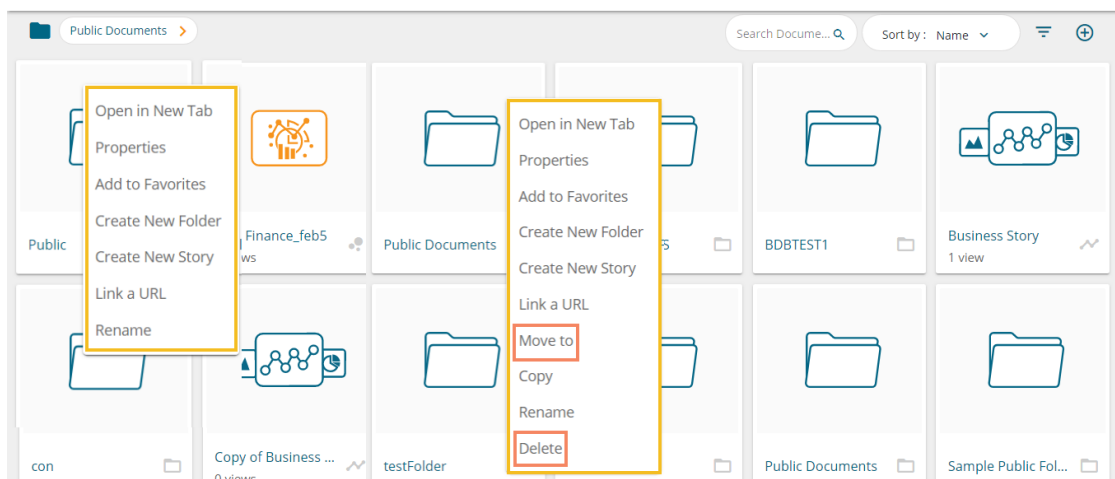 Public Documents
Search Docume...
Sort by : Name
Open in New Tab
Properties
Add to Favorites
Create New Folder
Create New Story
Link a URL
Rename
Open in New Tab
Properties
Add to Favorites
Create New Folder
Create New Story
Link a URL
Move to
Copy
Rename
Delete
Public
Finance_feb5
Public Documents
BDBTEST1
Business Story
1 view
con
Copy of Business ...
0 views
testFolder
Public Documents
Sample Public Fol...